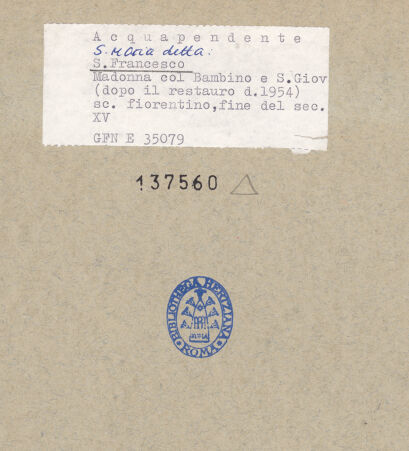 Acquapendente
S. Maria detta:
S.Francesco
Madonna col Bambino e S.Giov
(dopo il restauro d.1954)
sc. fiorentino,fine del sec.
XV
GFN E 35079
137560
BIBLIOTHECA HERTZIANA
ROMA